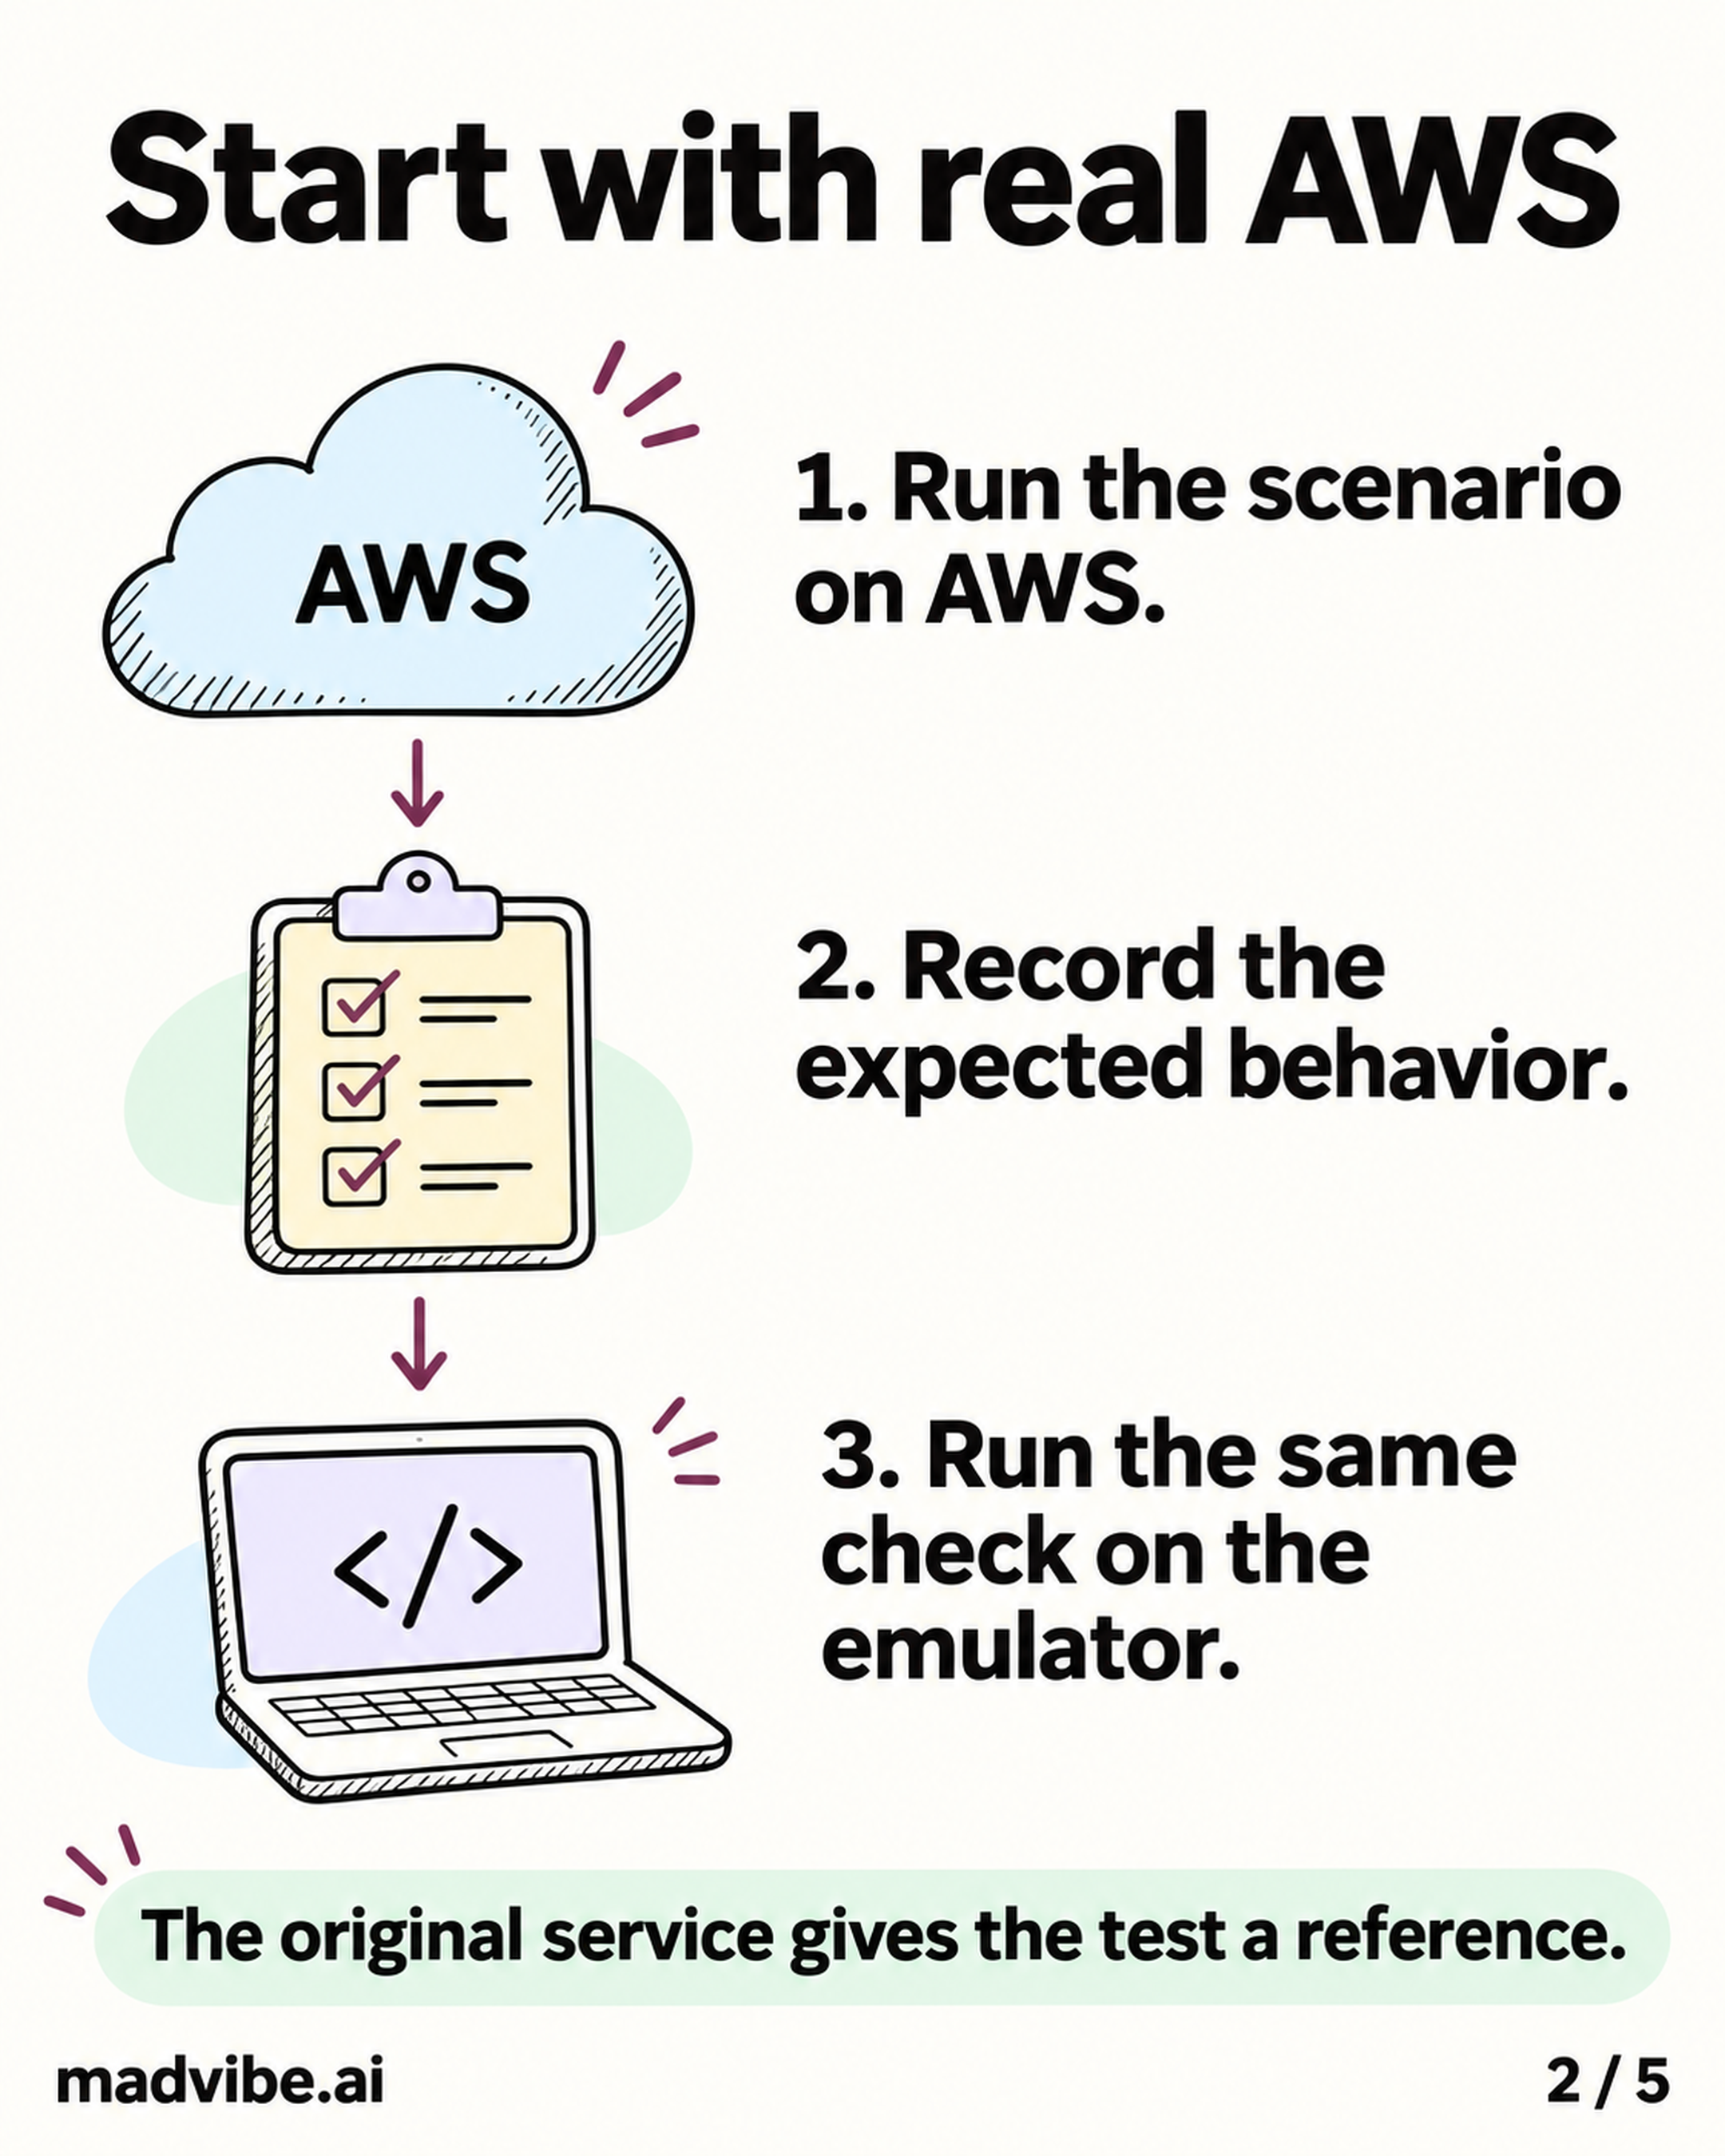 Start with real AWS
AWS
1. Run the scenario
on AWS.
2. Record the
expected behavior.
</>
3. Run the same
check on the
emulator.
The original service gives the test a reference.
madvibe.ai
2 / 5